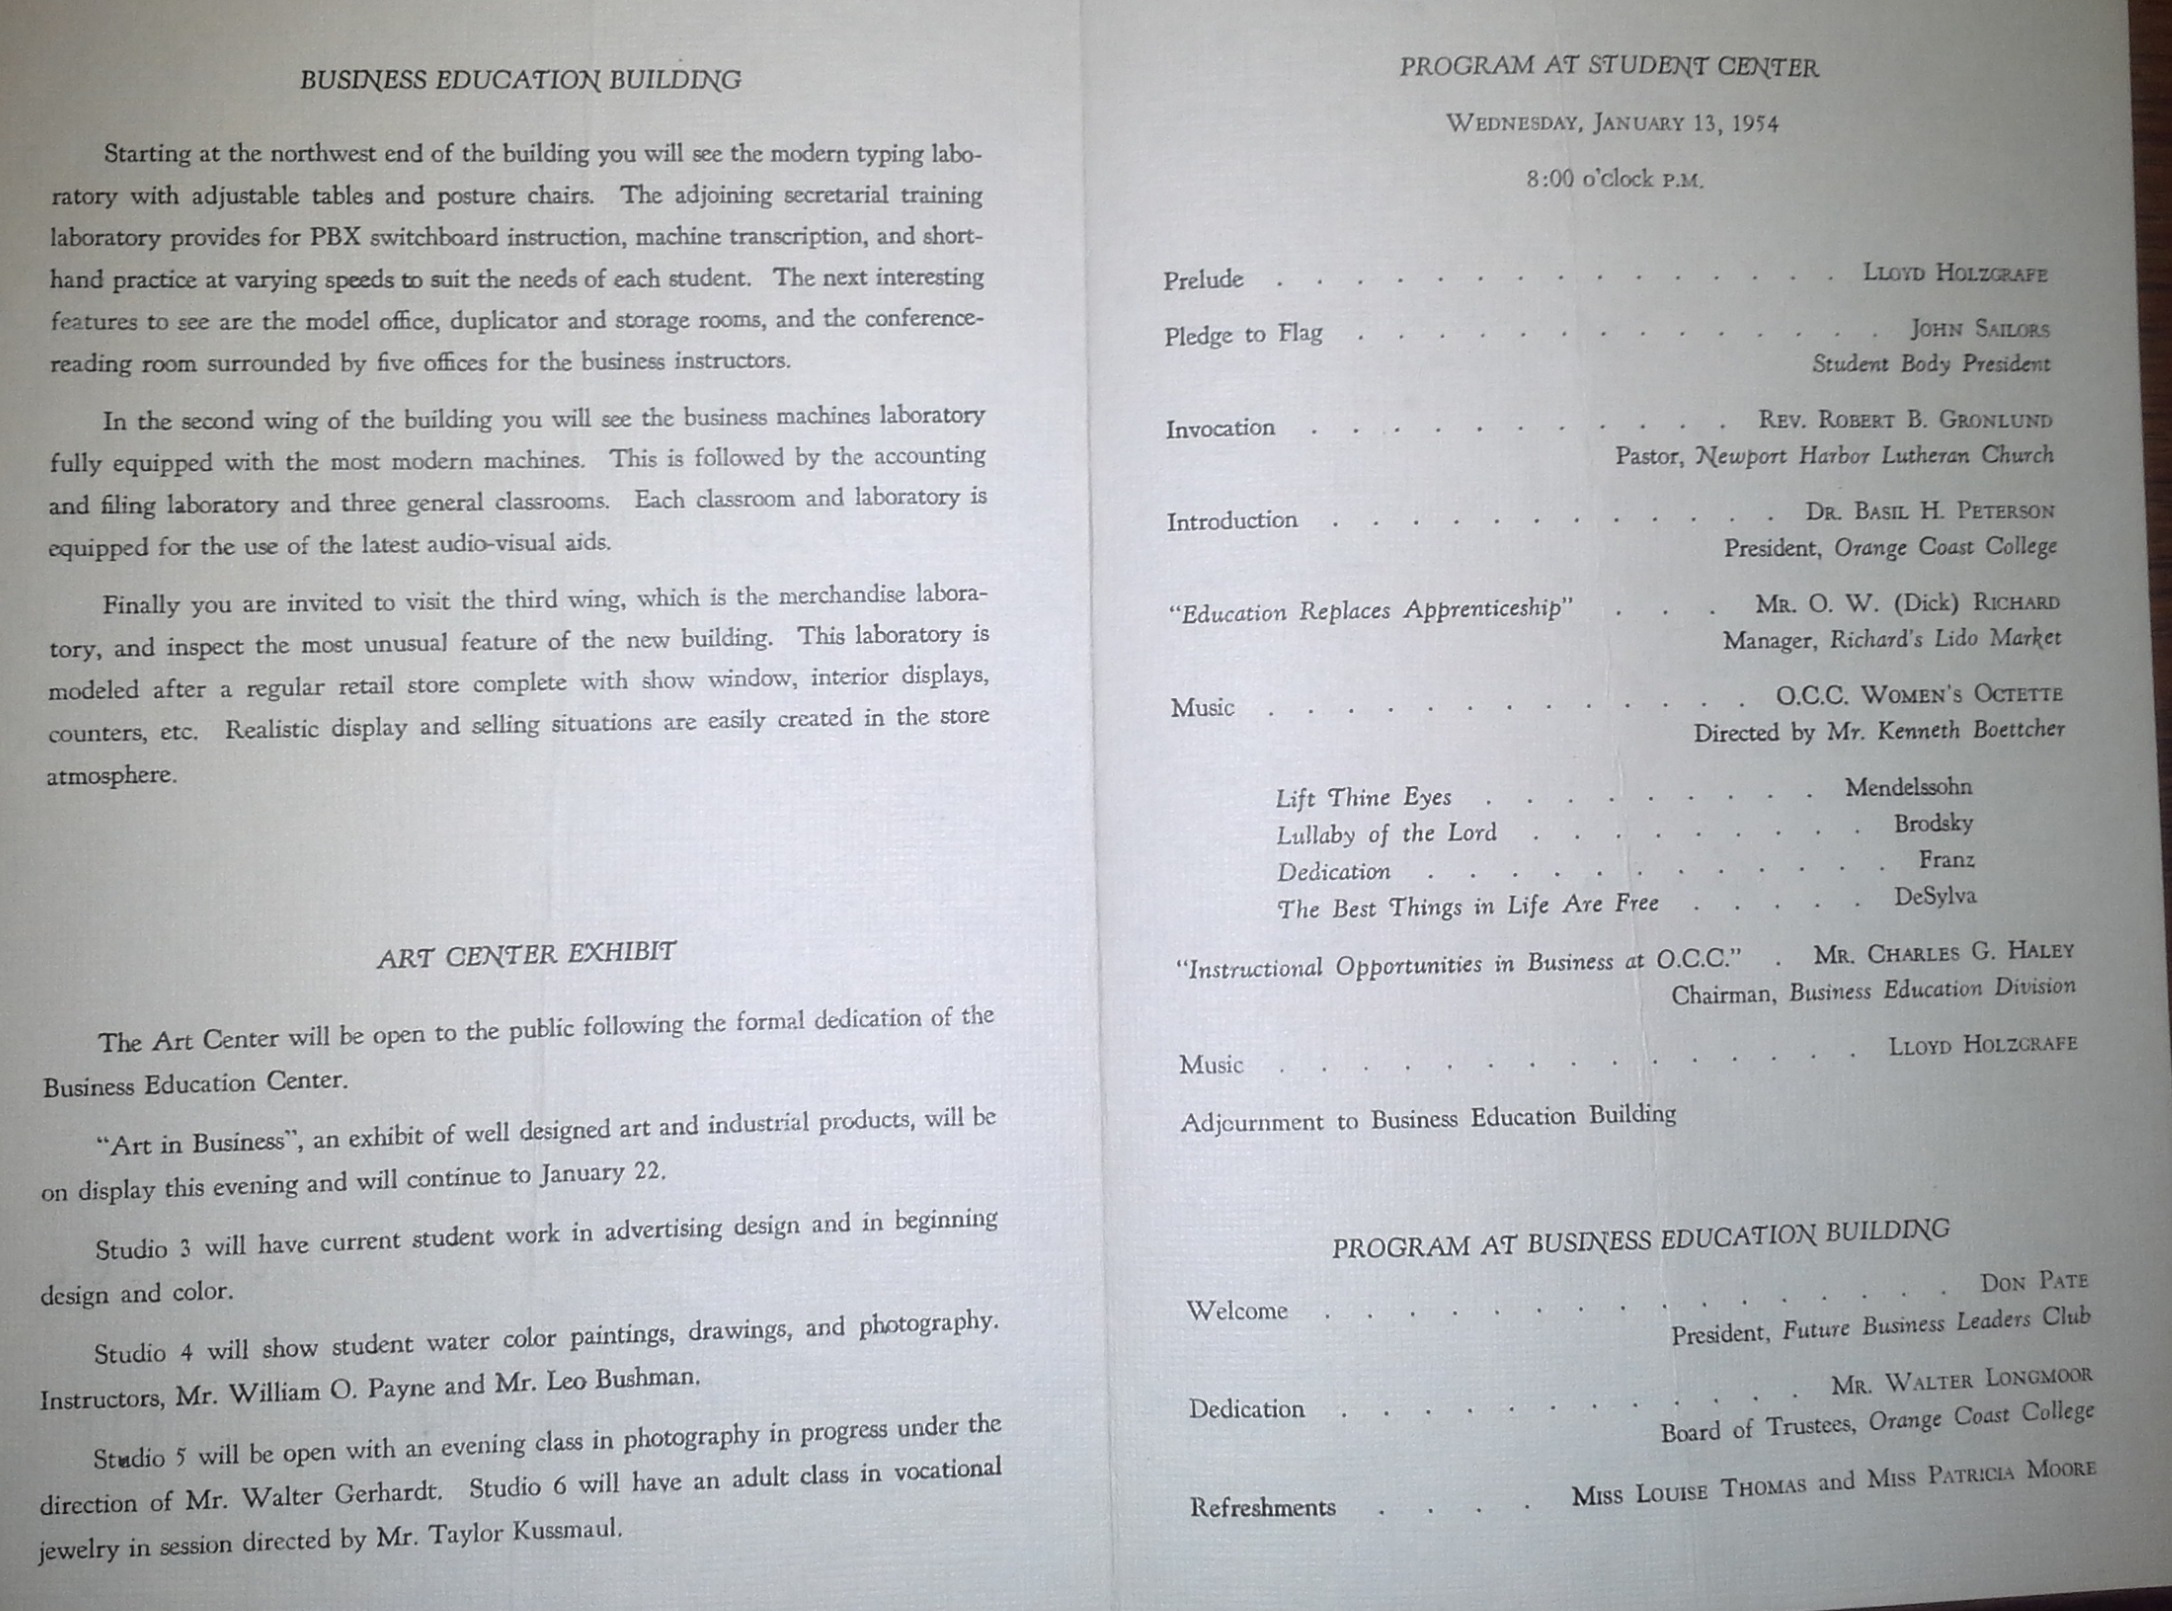 BUSINESS EDUCATION BUILDING
Starting at the northwest end of the building you will see the modern typing labo-
ratory with adjustable tables and posture chairs. The adjoining secretarial training
laboratory provides for PBX switchboard instruction, machine transcription, and short-
hand practice at varying speeds to suit the needs of each student. The next interesting
features to see are the model office, duplicator and storage rooms, and the conference-
reading room surrounded by five offices for the business instructors.
In the second wing of the building you will see the business machines laboratory
fully equipped with the most modern machines. This is followed by the accounting
and filing laboratory and three general classrooms. Each classroom and laboratory is
equipped for the use of the latest audio-visual aids.
Finally you are invited to visit the third wing, which is the merchandise labora-
tory, and inspect the most unusual feature of the new building. This laboratory is
modeled after a regular retail store complete with show window, interior displays,
counters, etc. Realistic display and selling situations are easily created in the store
atmosphere.
ART CENTER EXHIBIT
The Art Center will be open to the public following the formal dedication of the
Business Education Center.
“Art in Business”, an exhibit of well designed art and industrial products, will be
on display this evening and will continue to January 22.
Studio 3 will have current student work in advertising design and in beginning
design and color.
Studio 4 will show student water color paintings, drawings, and photography.
Instructors, Mr. William O. Payne and Mr. Leo Bushman.
Studio 5 will be open with an evening class in photography in progress under the
direction of Mr. Walter Gerhardt. Studio 6 will have an adult class in vocational
jewelry in session directed by Mr. Taylor Kussmaul.
PROGRAM AT STUDENT CENTER
WEDNESDAY, JANUARY 13, 1954
8:00 o'clock P.M.
Prelude . . . . . . . . . . . . . . . LLOYD HOLZGRAFE
Pledge to Flag . . . . . . . . . . . . . . JOHN SAILORS
Student Body President
Invocation . . . . . . . . . . . REV. ROBERT B. GRONLUND
Pastor, Newport Harbor Lutheran Church
Introduction . . . . . . . . . . . . DR. BASIL H. PETERSON
President, Orange Coast College
“Education Replaces Apprenticeship” . . . MR. O. W. (Dick) RICHARD
Manager, Richard's Lido Market
Music . . . . . . . . . . . . . O.C.C. WOMEN'S OCTETTE
Directed by Mr. Kenneth Boettcher
Lift Thine Eyes . . . . . . . . . Mendelssohn
Lullaby of the Lord . . . . . . . . . Brodsky
Dedication . . . . . . . . . . . . Franz
The Best Things in Life Are Free . . . . . DeSylva
“Instructional Opportunities in Business at O.C.C.” . MR. CHARLES G. HALEY
Chairman, Business Education Division
Music . . . . . . . . . . . . . . . LLOYD HOLZGRAFE
Adjournment to Business Education Building
PROGRAM AT BUSINESS EDUCATION BUILDING
Welcome . . . . . . . . . . . . . . . . DON PATE
President, Future Business Leaders Club
Dedication . . . . . . . . . . . . MR. WALTER LONGMOOR
Board of Trustees, Orange Coast College
Refreshments . . . . MISS LOUISE THOMAS and MISS PATRICIA MOORE